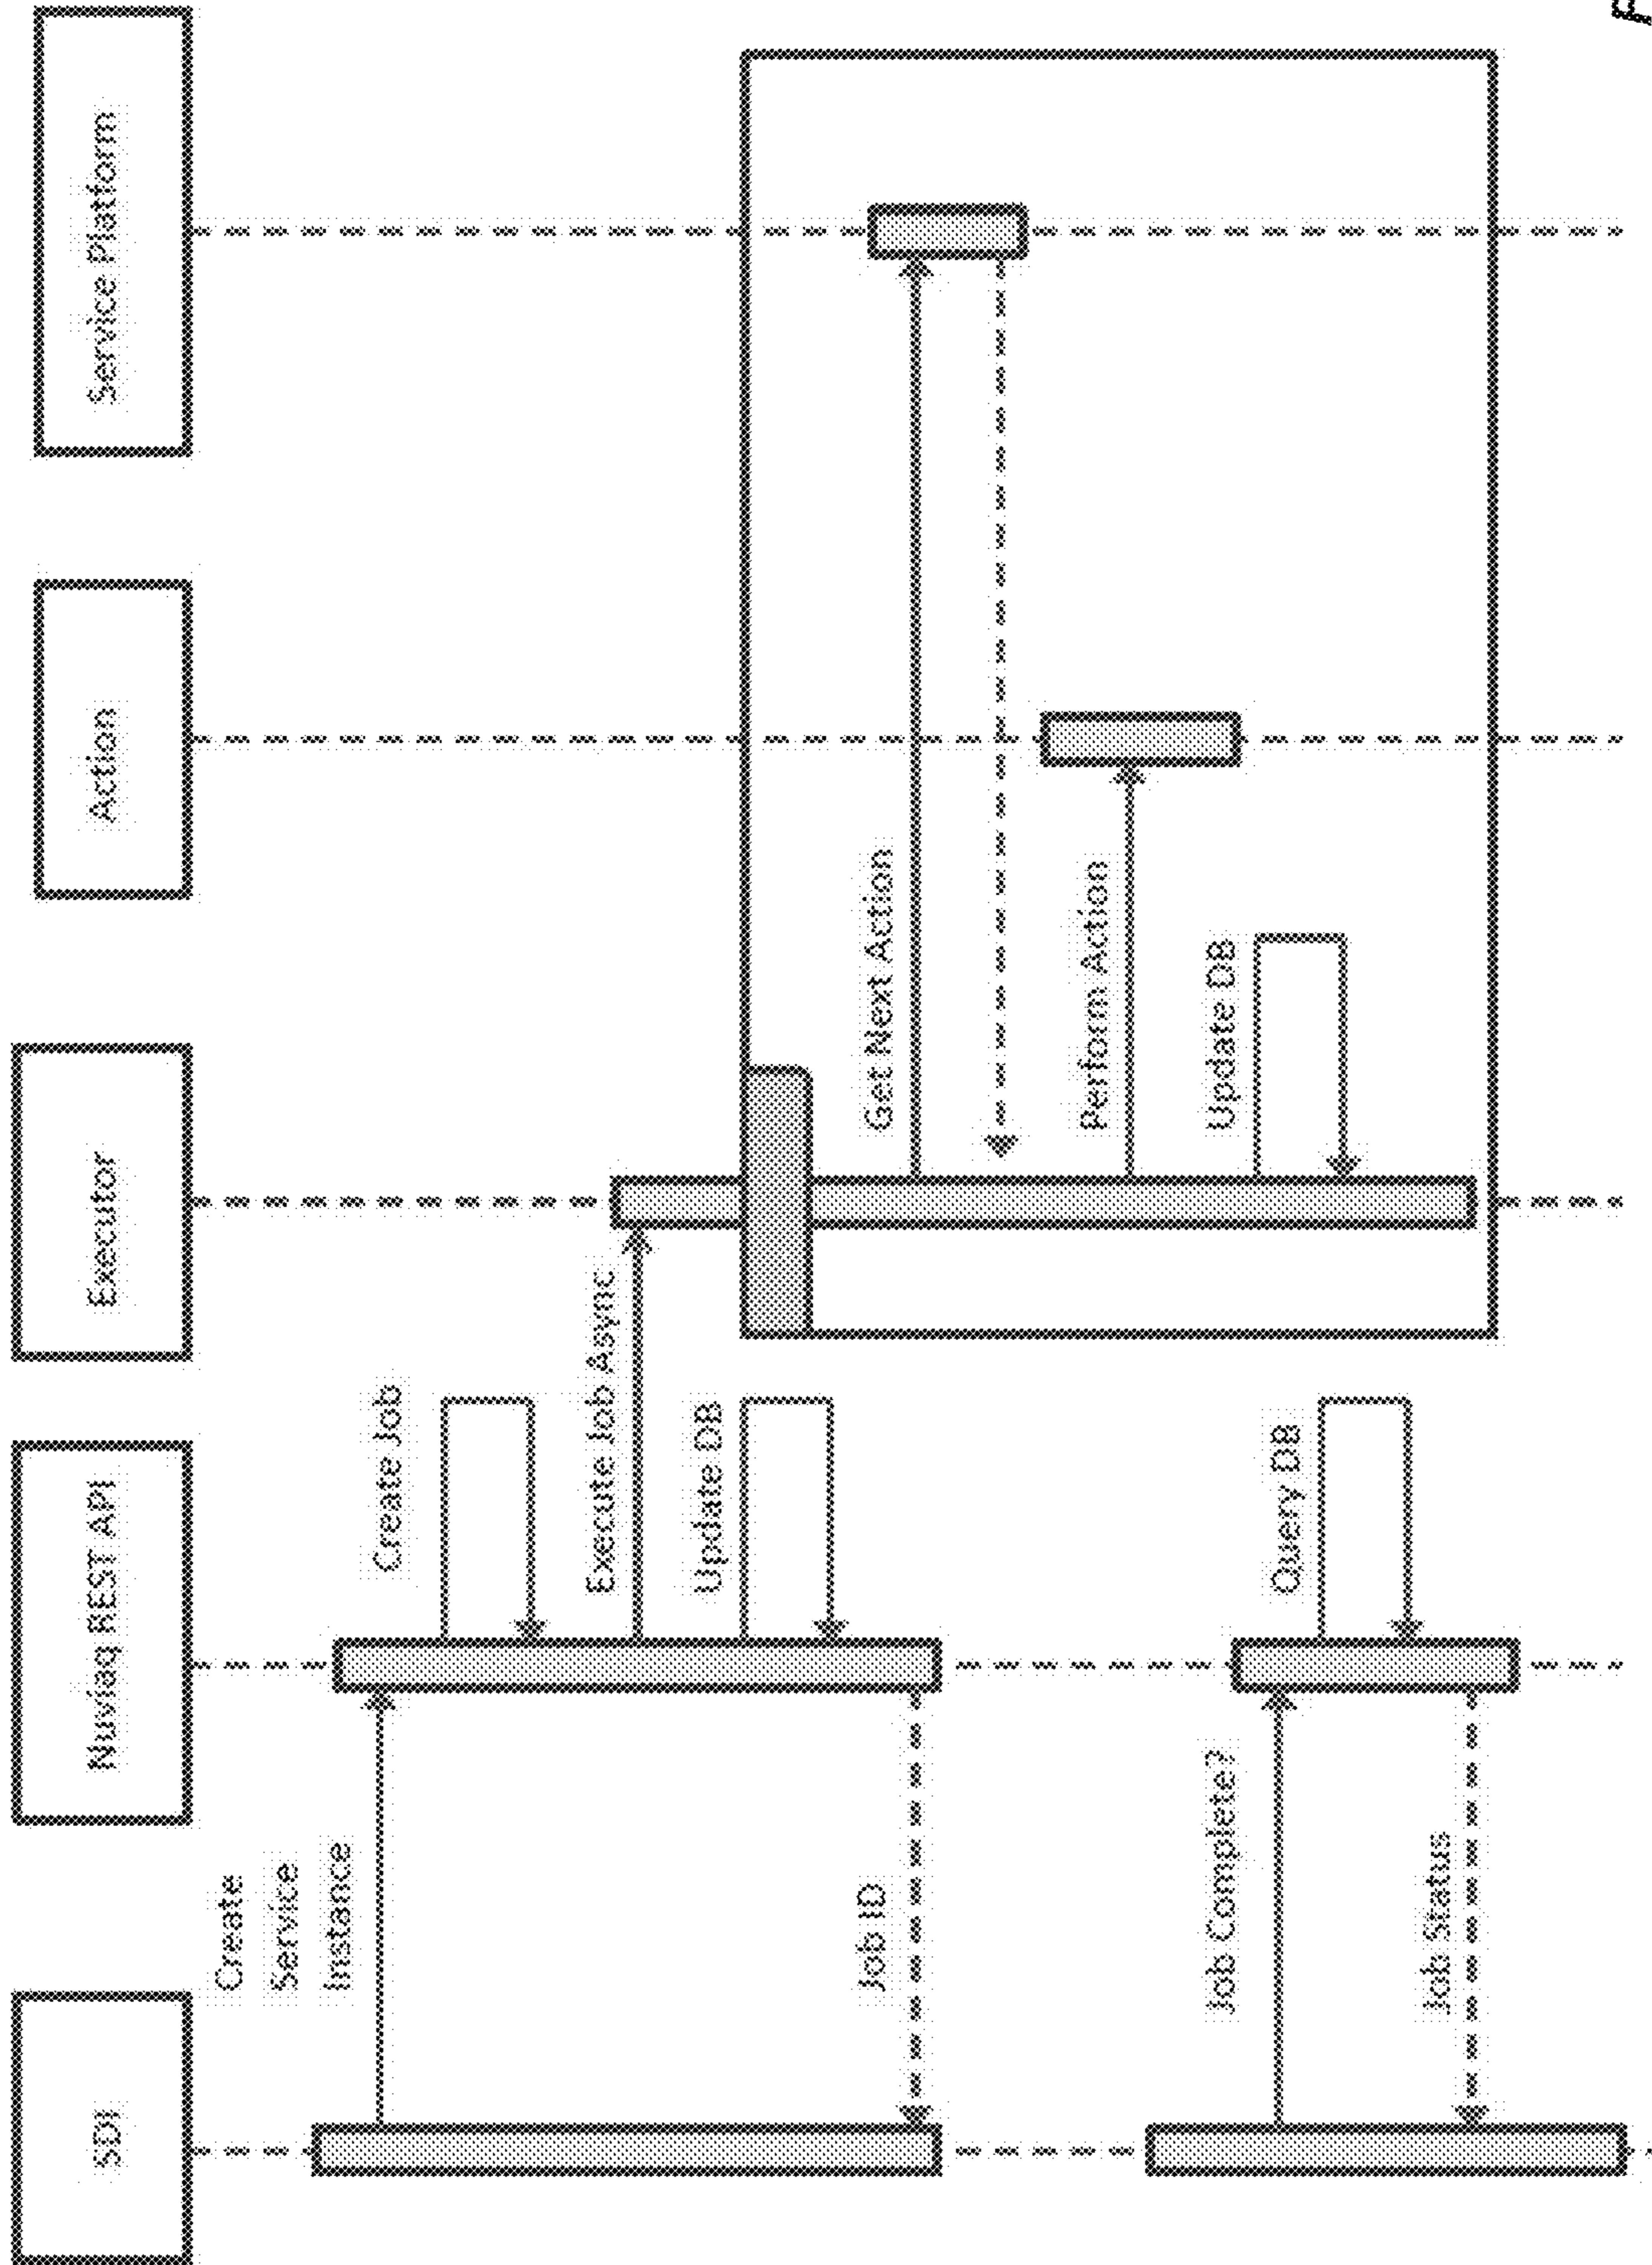 SDI
Nuviaq REST API
Executor
Action
Service Platform
Create
Service
Instance
Create Job
Execute Job Async
Update DB
Get Next Action
Job ID
Perform Action
Update DB
Job Complete?
Query DB
Job Status